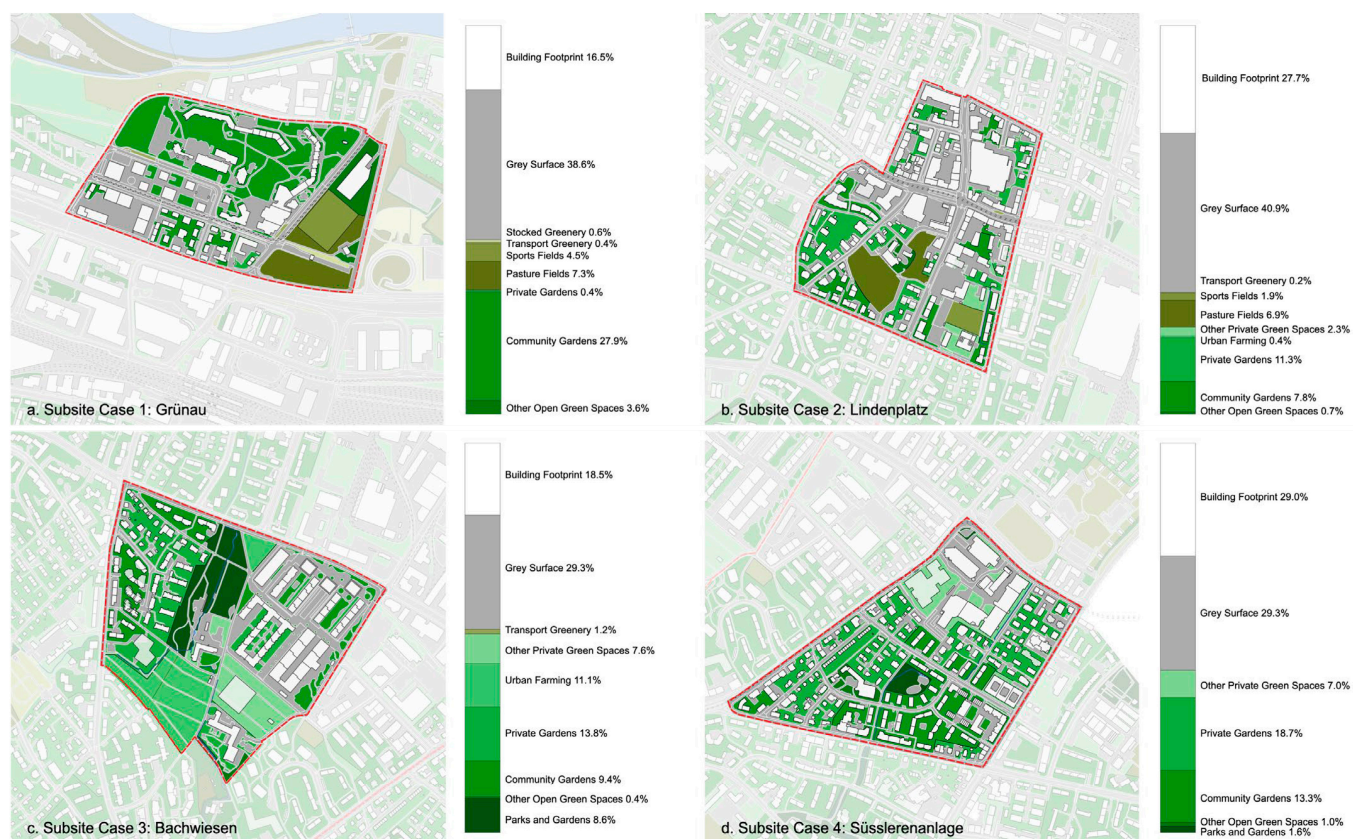 Building Footprint 16.5%
Grey Surface 38.6%
Stocked Greenery 0.6%
Transport Greenery 0.4%
Sports Fields 4.5%
Pasture Fields 7.3%
Private Gardens 0.4%
Community Gardens 27.9%
Other Open Green Spaces 3.6%
a. Subsite Case 1: Grünau
Building Footprint 27.7%
Grey Surface 40.9%
Transport Greenery 0.2%
Sports Fields 1.9%
Pasture Fields 6.9%
Other Private Green Spaces 2.3%
Urban Farming 0.4%
Private Gardens 11.3%
Community Gardens 7.8%
Other Open Green Spaces 0.7%
b. Subsite Case 2: Lindenplatz
Building Footprint 18.5%
Grey Surface 29.3%
Transport Greenery 1.2%
Other Private Green Spaces 7.6%
Urban Farming 11.1%
Private Gardens 13.8%
Community Gardens 9.4%
Other Open Green Spaces 0.4%
Parks and Gardens 8.6%
c. Subsite Case 3: Bachwiesen
Building Footprint 29.0%
Grey Surface 29.3%
Other Private Green Spaces 7.0%
Private Gardens 18.7%
Community Gardens 13.3%
Other Open Green Spaces 1.0%
Parks and Gardens 1.6%
d. Subsite Case 4: Süsslerenanlage